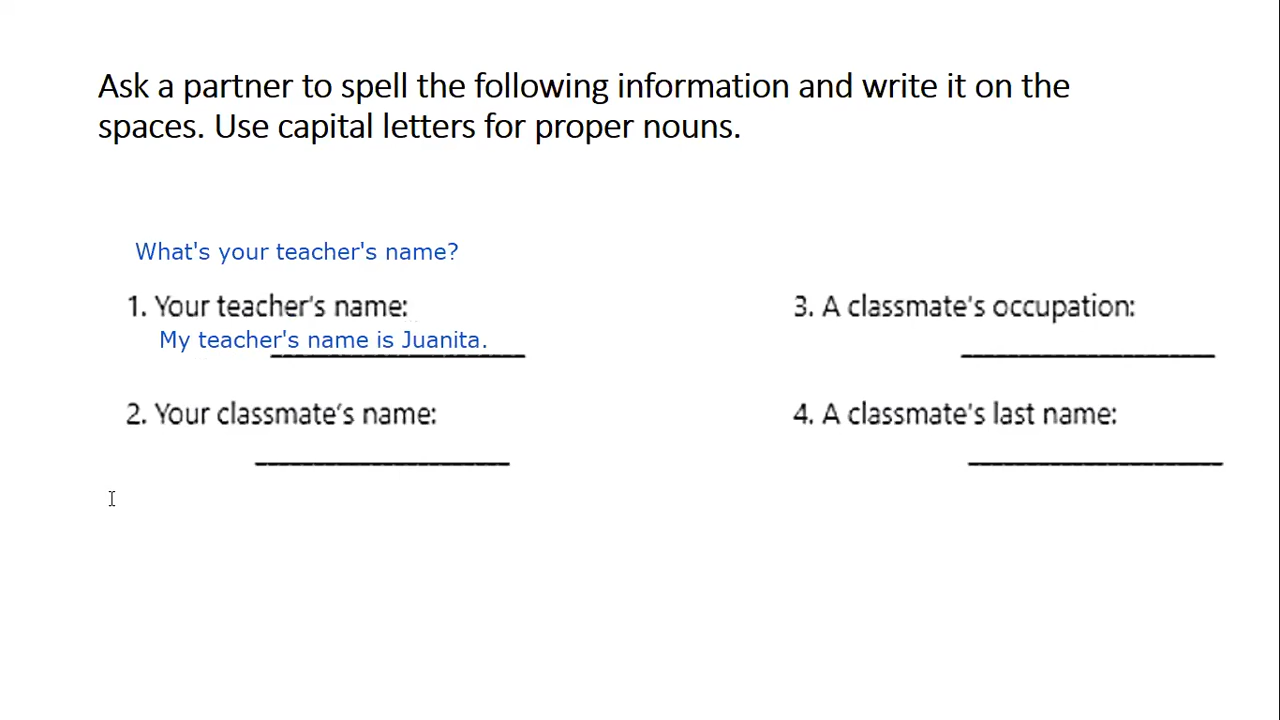 Ask a partner to spell the following information and write it on the
spaces. Use capital letters for proper nouns.
What's your teacher's name?
1. Your teacher's name:
My teacher's name is Juanita.
2. Your classmate's name:
3. A classmate's occupation:
4. A classmate's last name: